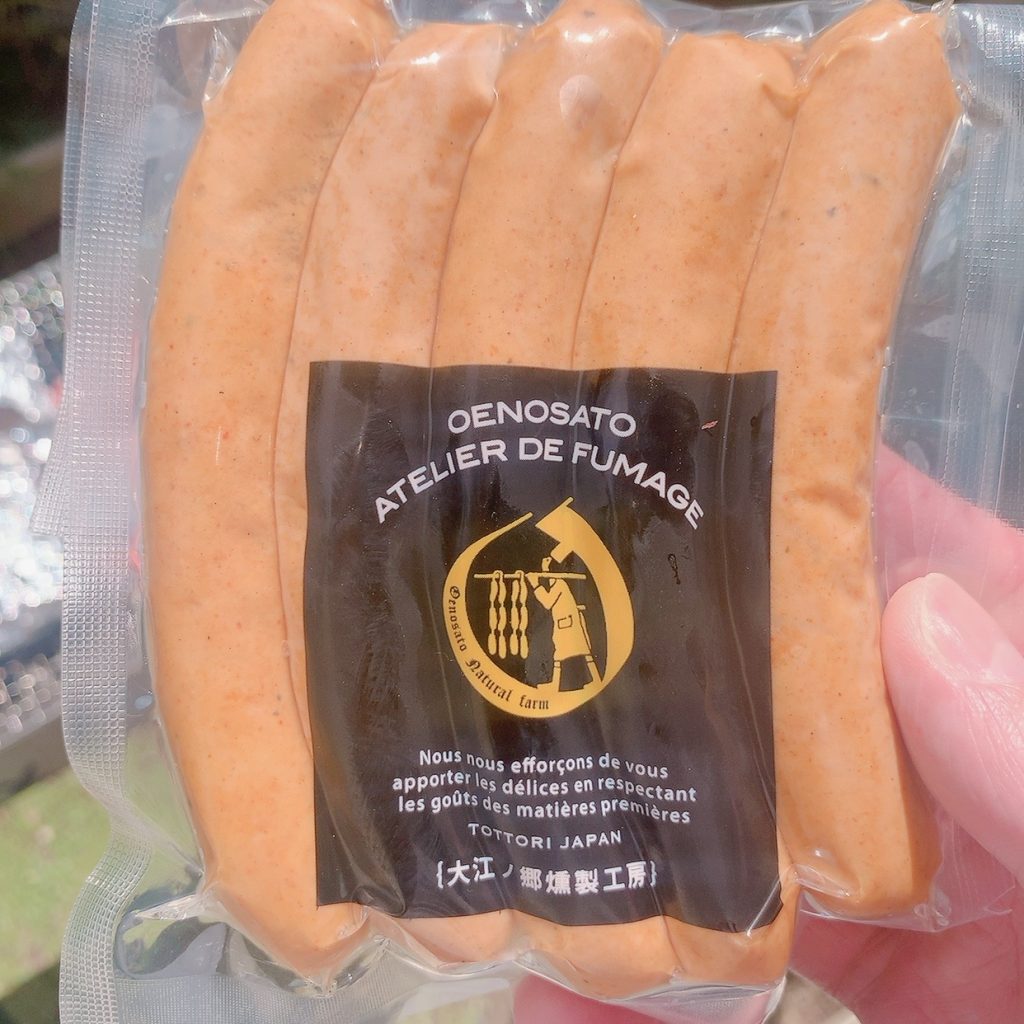 OENOSATO
ATELIER DE FUMAGE
Oenosato Natural farm
Nous nous efforçons de vous
apporter les délices en respectant
les goûts des matières premières
TOTTORI JAPAN
{大江ノ郷燻製工房}